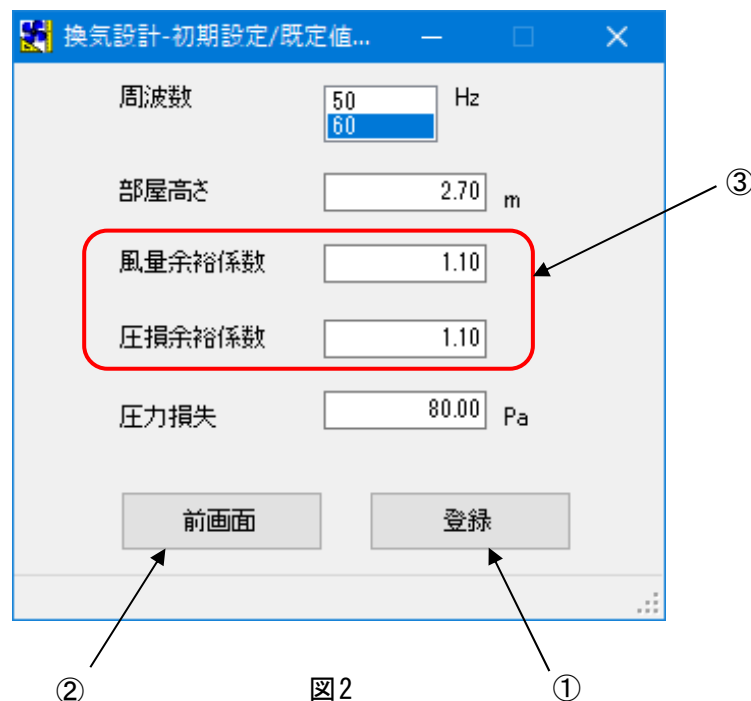 換気設計-初期設定/既定値...
周波数 50 Hz
60
部屋高さ 2.70 m
③
風量余裕係数 1.10
圧損余裕係数 1.10
圧力損失 80.00 Pa
前画面 登録
② 図2 ①